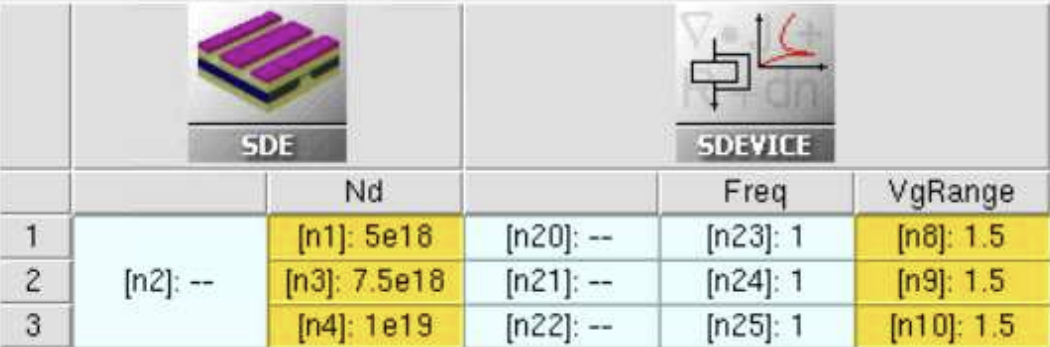 SDE SDEVICE
Nd Freq VgRange
1 [n2]: -- [n1]: 5e18 [n20]: -- [n23]: 1 [n8]: 1.5
2 [n3]: 7.5e18 [n21]: -- [n24]: 1 [n9]: 1.5
3 [n4]: 1e19 [n22]: -- [n25]: 1 [n10]: 1.5